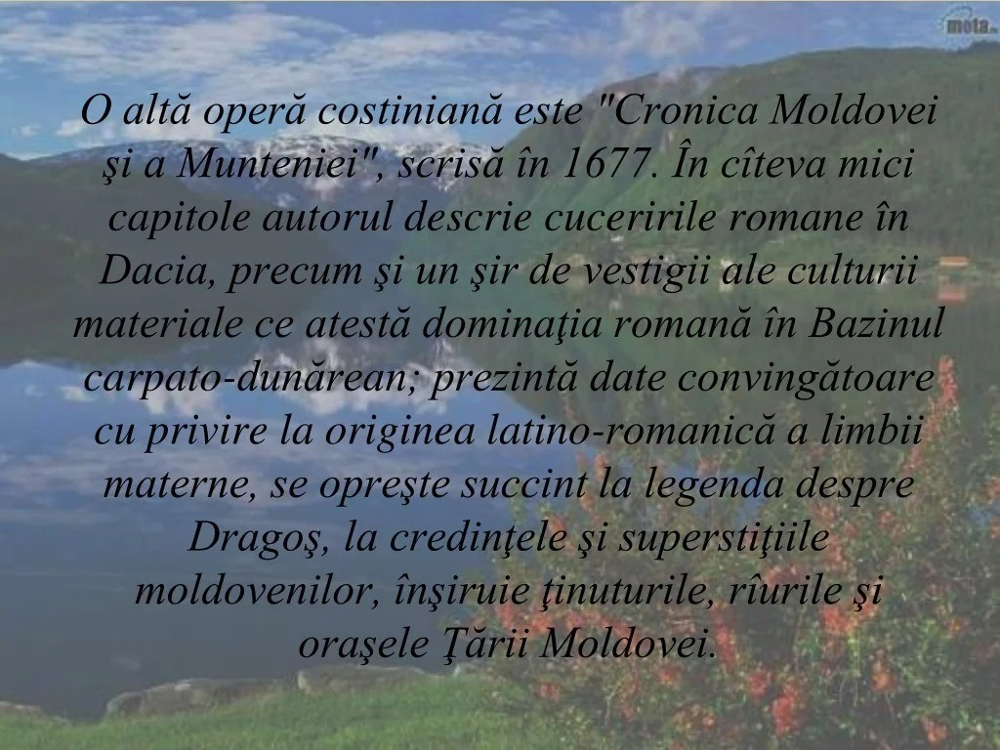 O altă operă costiniană este "Cronica Moldovei
şi a Munteniei", scrisă în 1677. În cîteva mici
capitole autorul descrie cuceririle romane în
Dacia, precum şi un şir de vestigii ale culturii
materiale ce atestă dominaţia romană în Bazinul
carpato-dunărean; prezintă date convingătoare
cu privire la originea latino-romanică a limbii
materne, se opreşte succint la legenda despre
Dragoş, la credinţele şi superstiţiile
moldovenilor, înşiruie ţinuturile, rîurile şi
oraşele Ţării Moldovei.